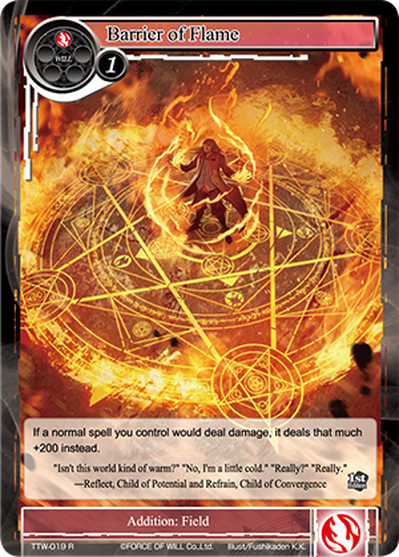 Barrier of Flame
WILL
1
If a normal spell you control would deal damage, it deals that much
+200 instead.
"Isn't this world kind of warm?" "No, I'm a little cold." "Really?" "Really."
—Reflect, Child of Potential and Refrain, Child of Convergence
1st
Edition
Addition: Field
TTW-019 R ©FORCE OF WILL Co.,Ltd. Illust/Fushikaden K.K.